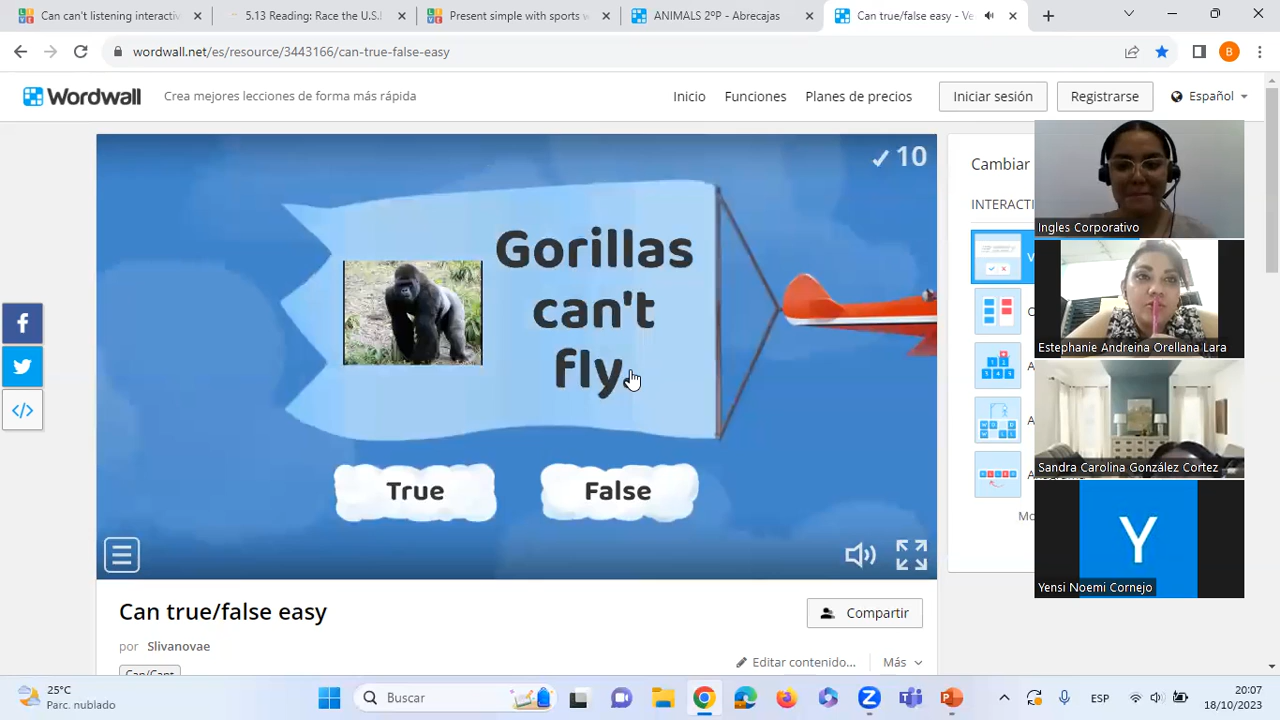 Can can't listening interactiv
5.13 Reading: Race the U
Present simple with sports v
ANIMALS 2ºP - Abrecajas
Can true/false easy - Ve
wordwall.net/es/resource/3443166/can-true-false-easy
B
Wordwall
Crea mejores lecciones de forma más rápida
Inicio
Funciones
Planes de precios
Iniciar sesión
Registrarse
Español
10
Gorillas
can't
fly.
True
False
Cambiar
INTERACTI
Ingles Corporativo
Estephanie Andreina Orellana Lara
Sandra Carolina González Cortez
Y
Yensi Noemi Cornejo
Can true/false easy
Compartir
por Slivanovae
Editar contenido...
Más
Can/Cant
25°C
Parc. nublado
Buscar
ESP
20:07
18/10/2023